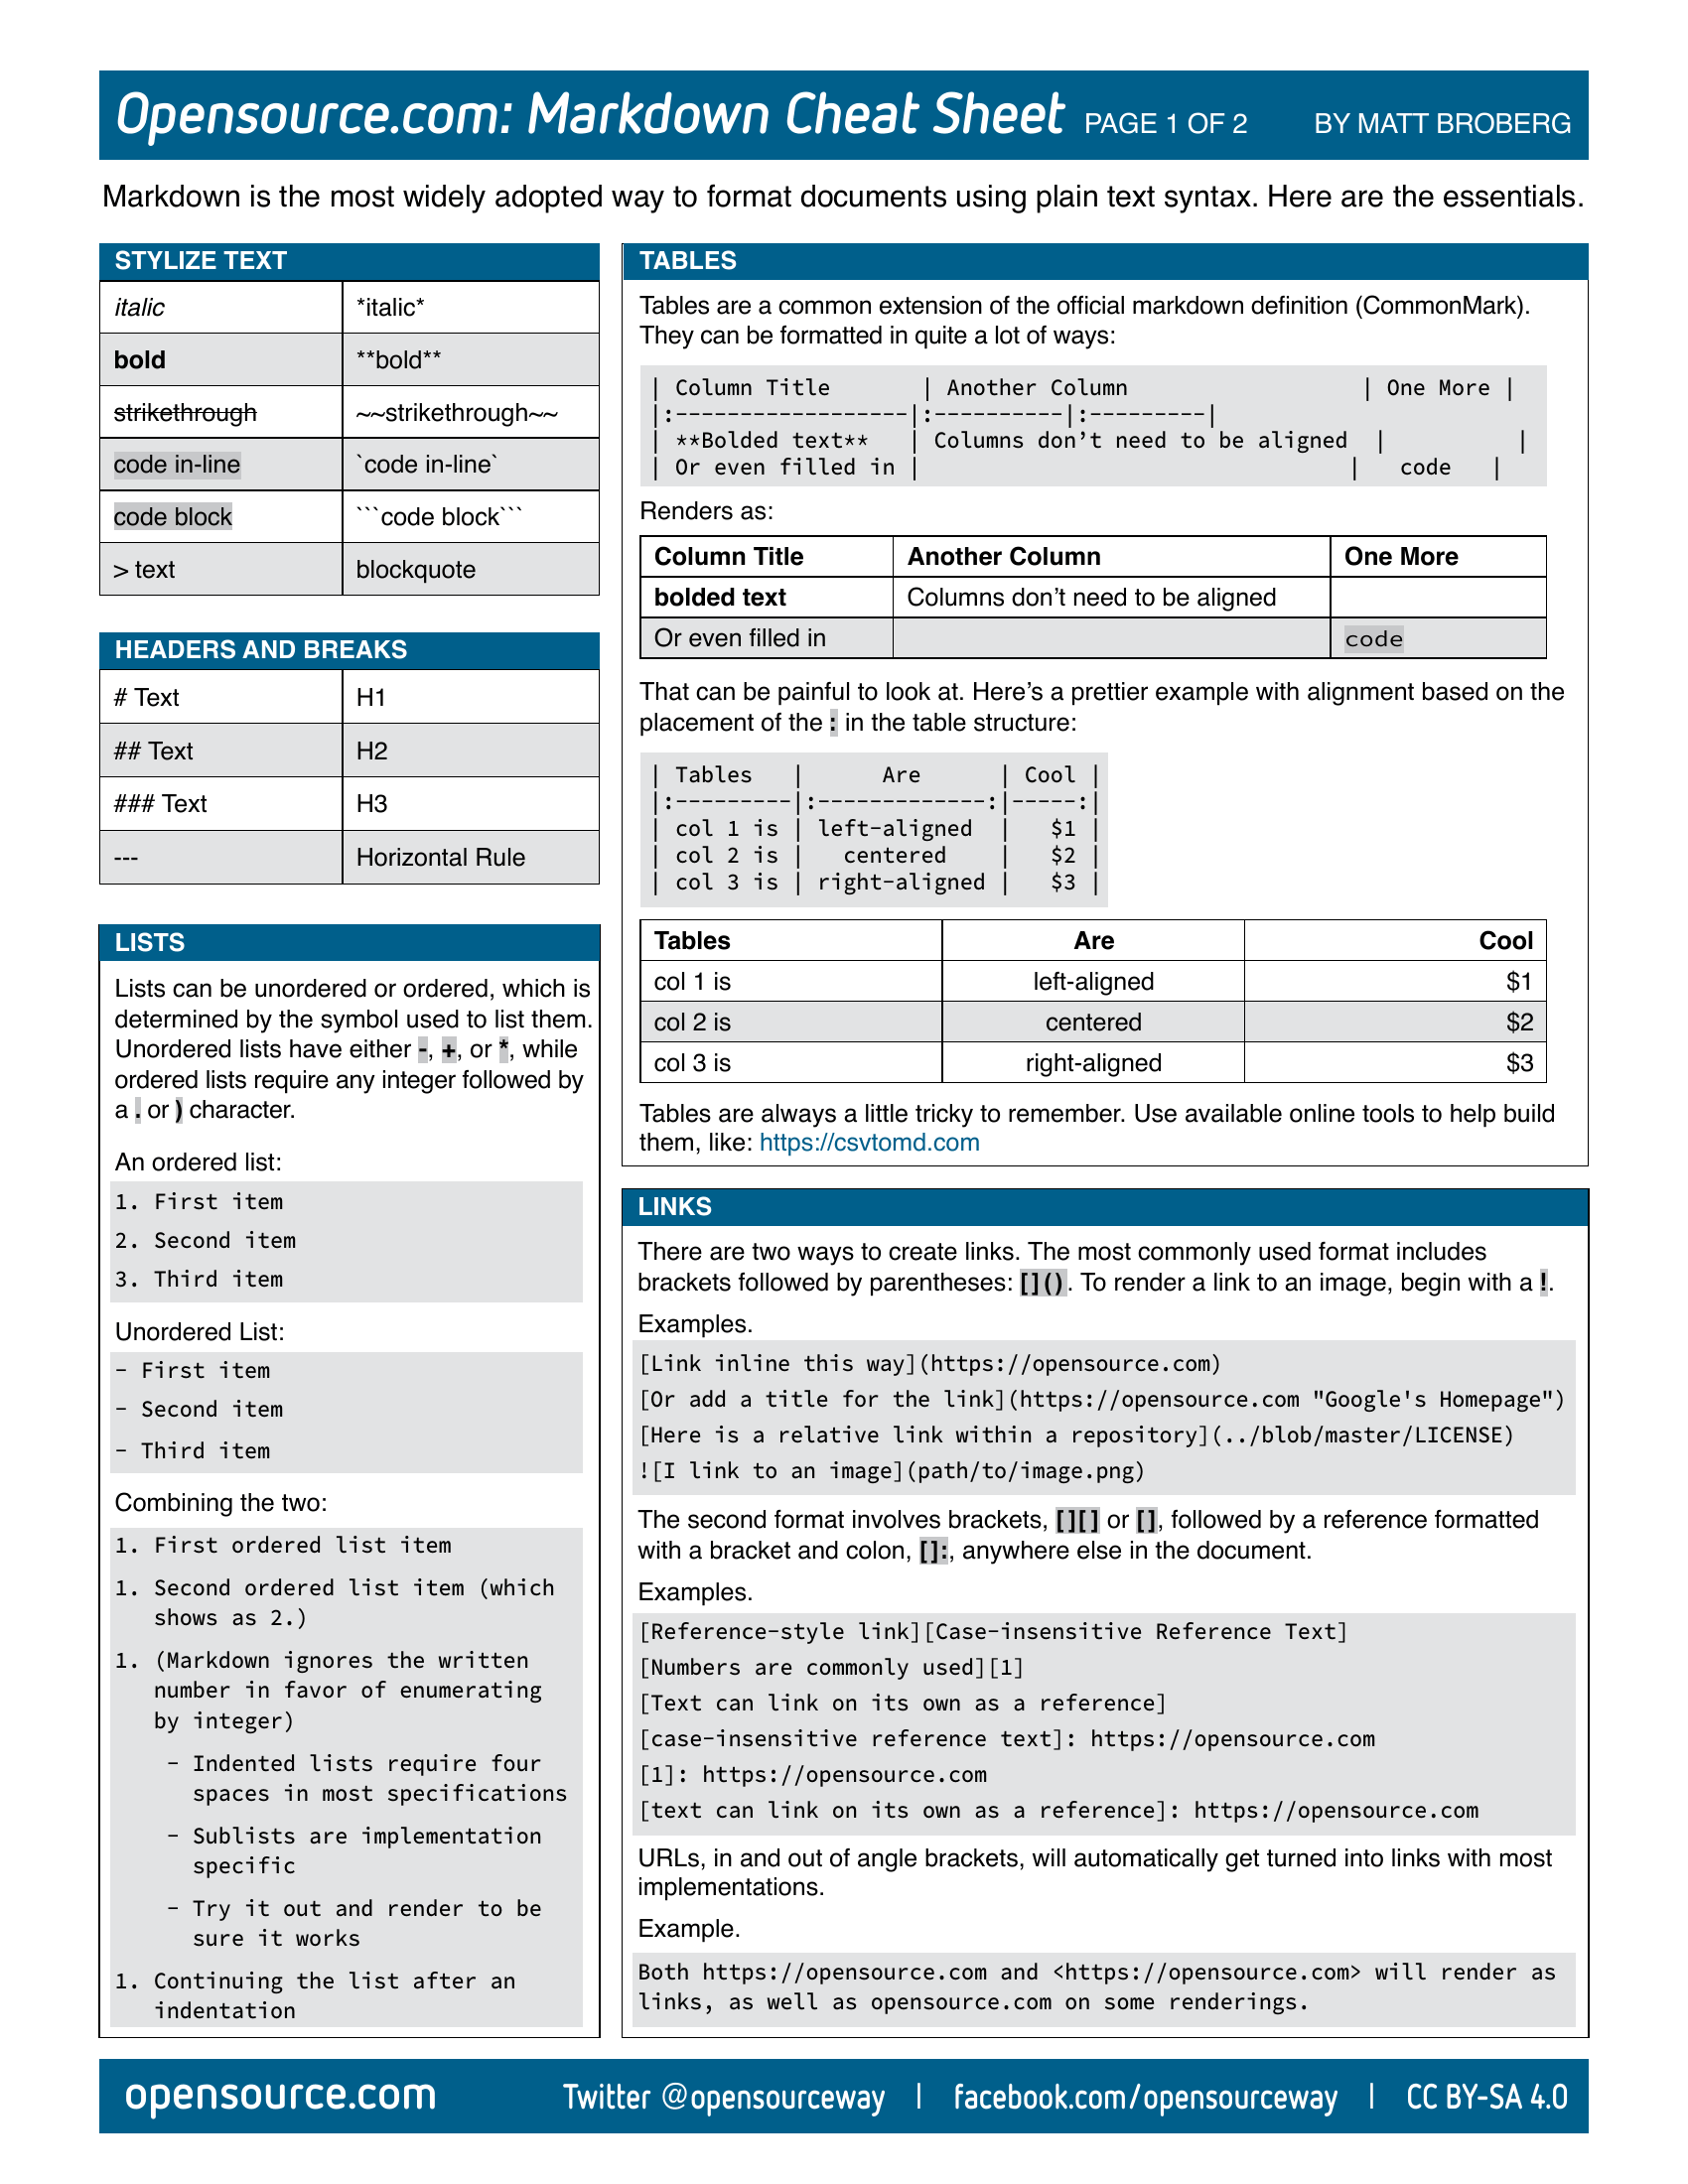 Opensource.com: Markdown Cheat Sheet PAGE 1 OF 2 BY MATT BROBERG
Markdown is the most widely adopted way to format documents using plain text syntax. Here are the essentials.
STYLIZE TEXT
italic *italic*
bold **bold**
strikethrough ~~strikethrough~~
code in-line `code in-line`
code block ```code block```
> text blockquote
HEADERS AND BREAKS
# Text H1
## Text H2
### Text H3
--- Horizontal Rule
LISTS
Lists can be unordered or ordered, which is
determined by the symbol used to list them.
Unordered lists have either -, +, or *, while
ordered lists require any integer followed by
a . or ) character.
An ordered list:
1. First item
2. Second item
3. Third item
Unordered List:
- First item
- Second item
- Third item
Combining the two:
1. First ordered list item
1. Second ordered list item (which
shows as 2.)
1. (Markdown ignores the written
number in favor of enumerating
by integer)
- Indented lists require four
spaces in most specifications
- Sublists are implementation
specific
- Try it out and render to be
sure it works
1. Continuing the list after an
indentation
TABLES
Tables are a common extension of the official markdown definition (CommonMark).
They can be formatted in quite a lot of ways:
| Column Title | Another Column | One More |
|:------------------|:----------|:---------|
| **Bolded text** | Columns don’t need to be aligned | |
| Or even filled in | | code |
Renders as:
Column Title Another Column One More
bolded text Columns don’t need to be aligned
Or even filled in code
That can be painful to look at. Here’s a prettier example with alignment based on the
placement of the : in the table structure:
| Tables | Are | Cool |
|:---------|:-------------:|-----:|
| col 1 is | left-aligned | $1 |
| col 2 is | centered | $2 |
| col 3 is | right-aligned | $3 |
Tables Are Cool
col 1 is left-aligned $1
col 2 is centered $2
col 3 is right-aligned $3
Tables are always a little tricky to remember. Use available online tools to help build
them, like: https://csvtomd.com
LINKS
There are two ways to create links. The most commonly used format includes
brackets followed by parentheses: [](). To render a link to an image, begin with a !.
Examples.
[Link inline this way](https://opensource.com)
[Or add a title for the link](https://opensource.com "Google's Homepage")
[Here is a relative link within a repository](../blob/master/LICENSE)
![I link to an image](path/to/image.png)
The second format involves brackets, [][] or [], followed by a reference formatted
with a bracket and colon, []:, anywhere else in the document.
Examples.
[Reference-style link][Case-insensitive Reference Text]
[Numbers are commonly used][1]
[Text can link on its own as a reference]
[case-insensitive reference text]: https://opensource.com
[1]: https://opensource.com
[text can link on its own as a reference]: https://opensource.com
URLs, in and out of angle brackets, will automatically get turned into links with most
implementations.
Example.
Both https://opensource.com and <https://opensource.com> will render as
links, as well as opensource.com on some renderings.
opensource.com Twitter @opensourceway | facebook.com/opensourceway | CC BY-SA 4.0